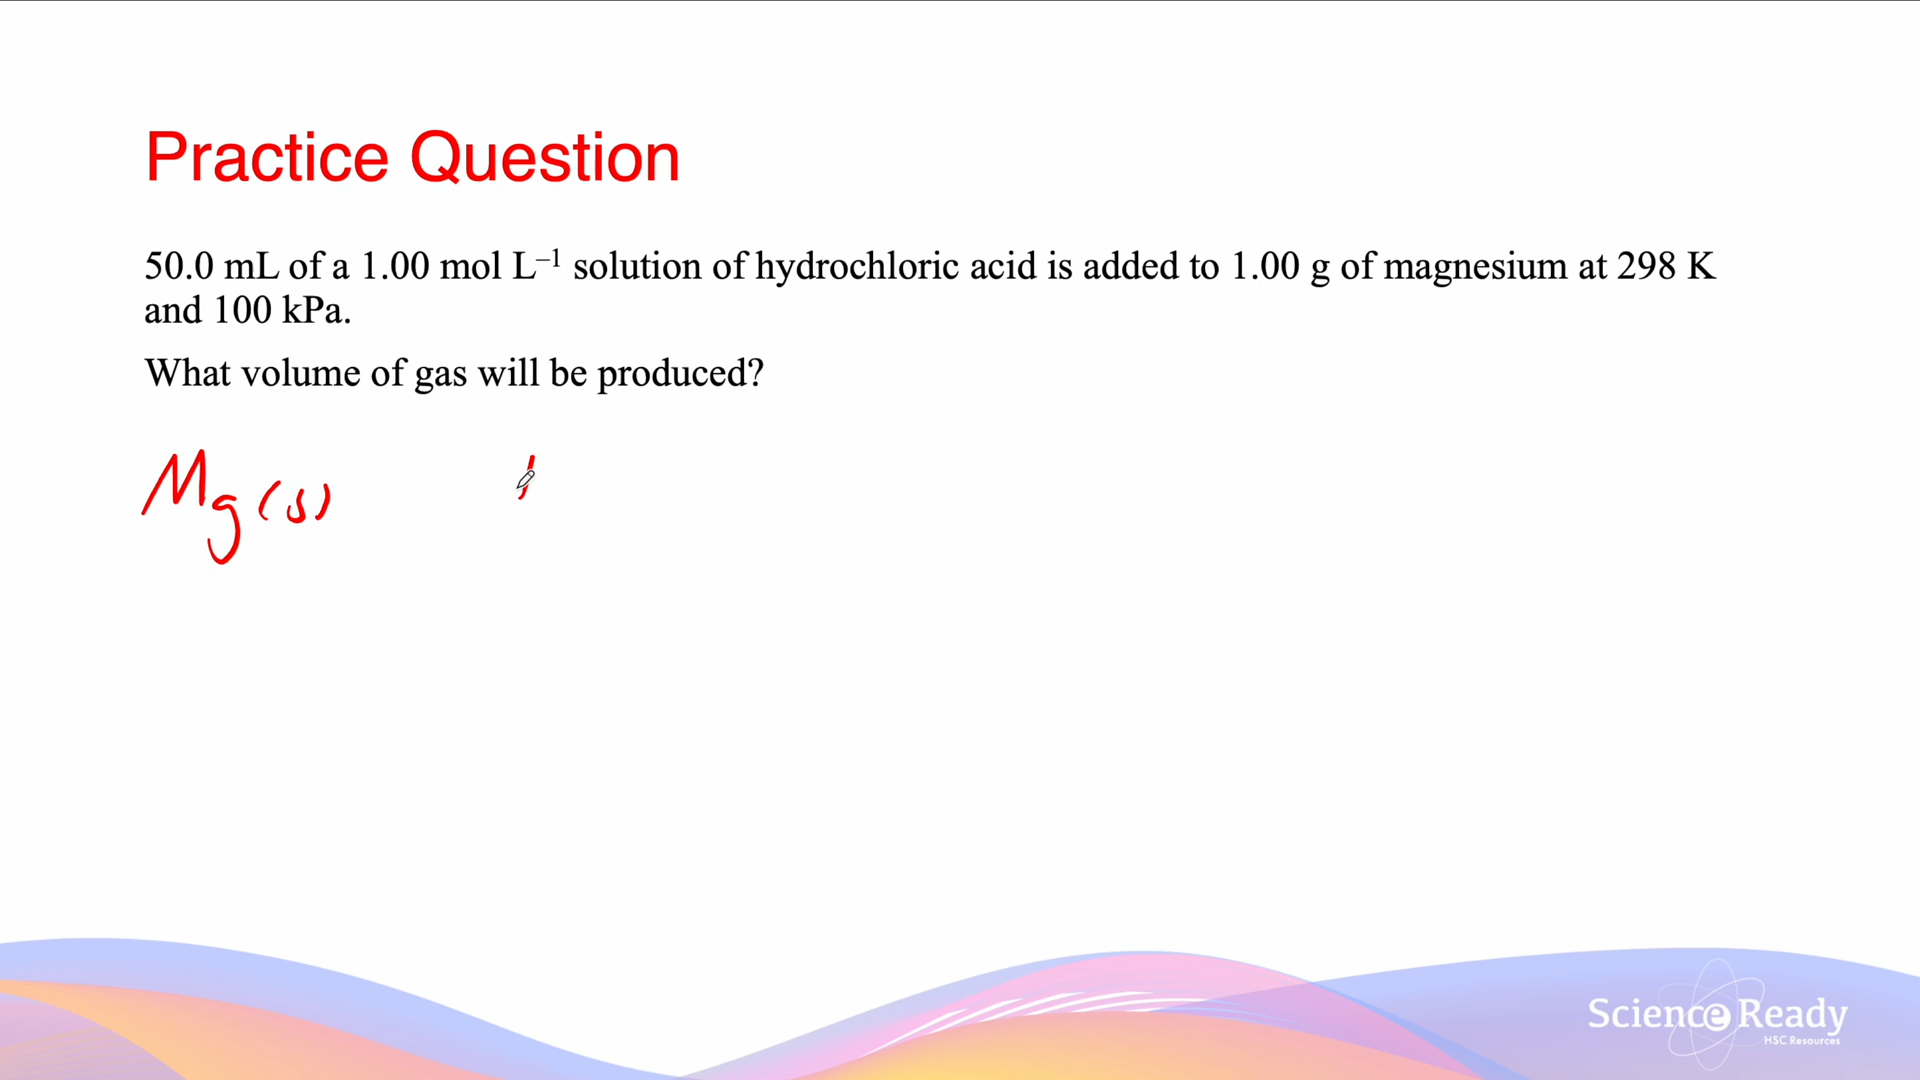 Practice Question
50.0 mL of a 1.00 mol L⁻¹ solution of hydrochloric acid is added to 1.00 g of magnesium at 298 K
and 100 kPa.
What volume of gas will be produced?
Mg (s)
Science Ready
HSC Resources